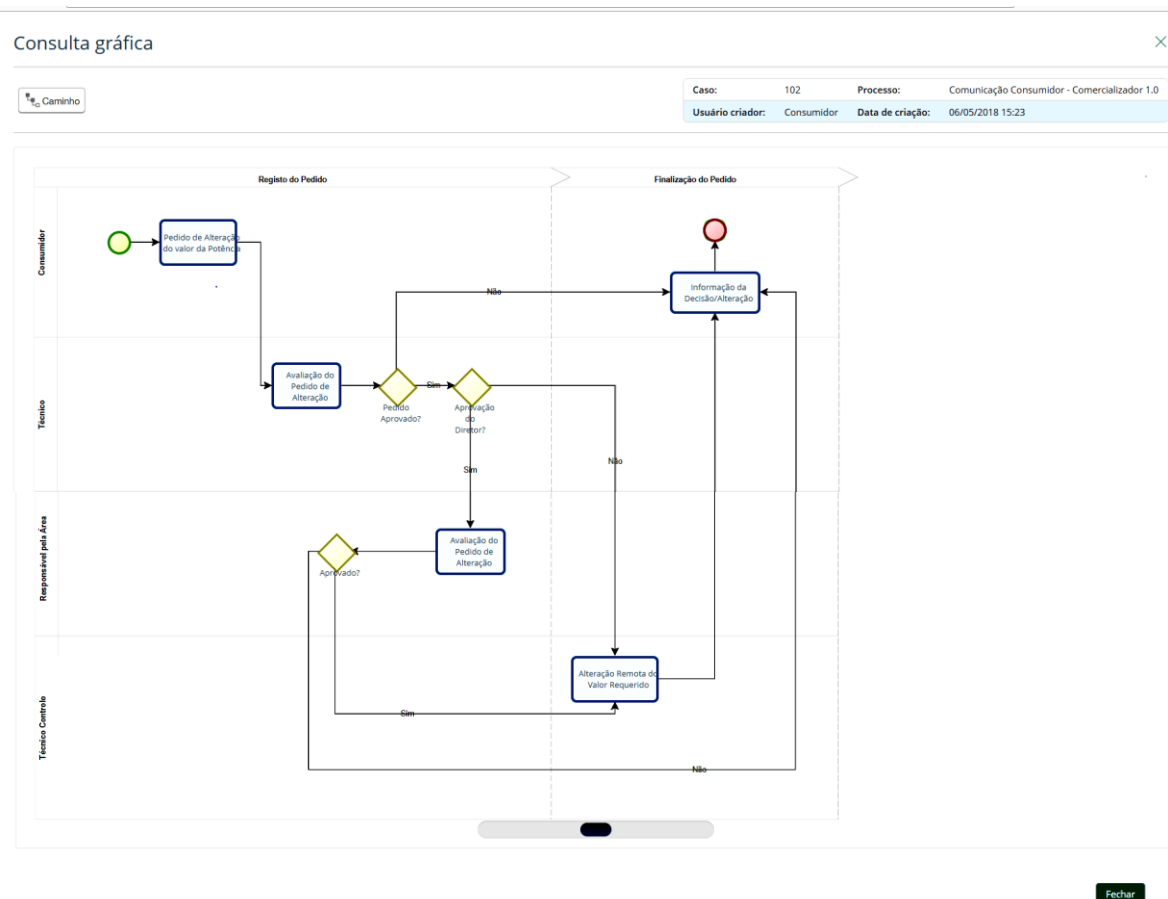 Consulta gráfica
Caminho
Caso: 102 Processo: Comunicação Consumidor - Comercializador 1.0
Usuário criador: Consumidor Data de criação: 06/05/2018 15:23
Registo do Pedido
Finalização do Pedido
Consumidor
Pedido de Alteração
do valor da Potência
Não
Informação da
Decisão/Alteração
Técnico
Avaliação do
Pedido de
Alteração
Pedido
Aprovado?
Sim
Aprovação
do
Diretor?
Sim
Não
Responsável pela Área
Aprovado?
Avaliação do
Pedido de
Alteração
Técnico Controlo
Alteração Remota do
Valor Requerido
Sim
Não
Fechar